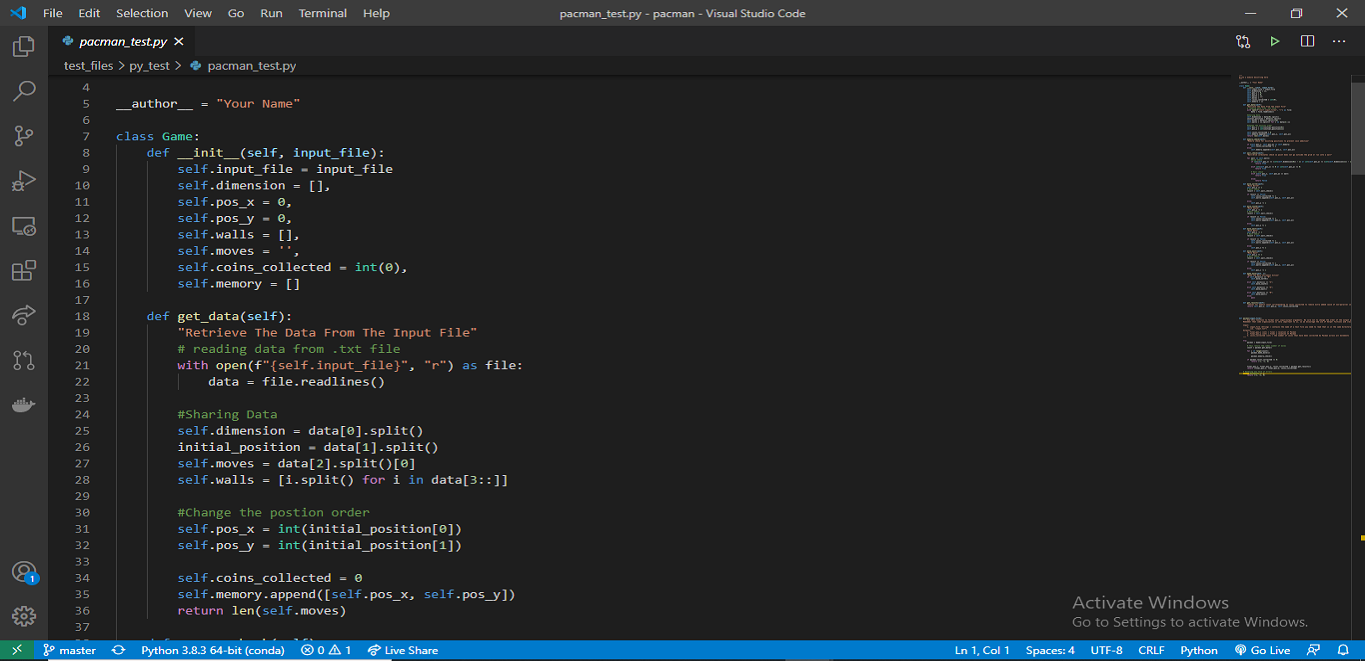 File Edit Selection View Go Run Terminal Help pacman_test.py - pacman - Visual Studio Code
pacman_test.py
test_files > py_test > pacman_test.py
4
5 __author__ = "Your Name"
6
7 class Game:
8 def __init__(self, input_file):
9 self.input_file = input_file
10 self.dimension = [],
11 self.pos_x = 0,
12 self.pos_y = 0,
13 self.walls = [],
14 self.moves = '',
15 self.coins_collected = int(0),
16 self.memory = []
17
18 def get_data(self):
19 "Retrieve The Data From The Input File"
20 # reading data from .txt file
21 with open(f"{self.input_file}", "r") as file:
22 data = file.readlines()
23
24 #Sharing Data
25 self.dimension = data[0].split()
26 initial_position = data[1].split()
27 self.moves = data[2].split()[0]
28 self.walls = [i.split() for i in data[3::]]
29
30 #Change the postion order
31 self.pos_x = int(initial_position[0])
32 self.pos_y = int(initial_position[1])
33
34 self.coins_collected = 0
35 self.memory.append([self.pos_x, self.pos_y])
36 return len(self.moves)
37
1
Activate Windows
Go to Settings to activate Windows.
master Python 3.8.3 64-bit (conda) 0 1 Live Share Ln 1, Col 1 Spaces: 4 UTF-8 CRLF Python Go Live